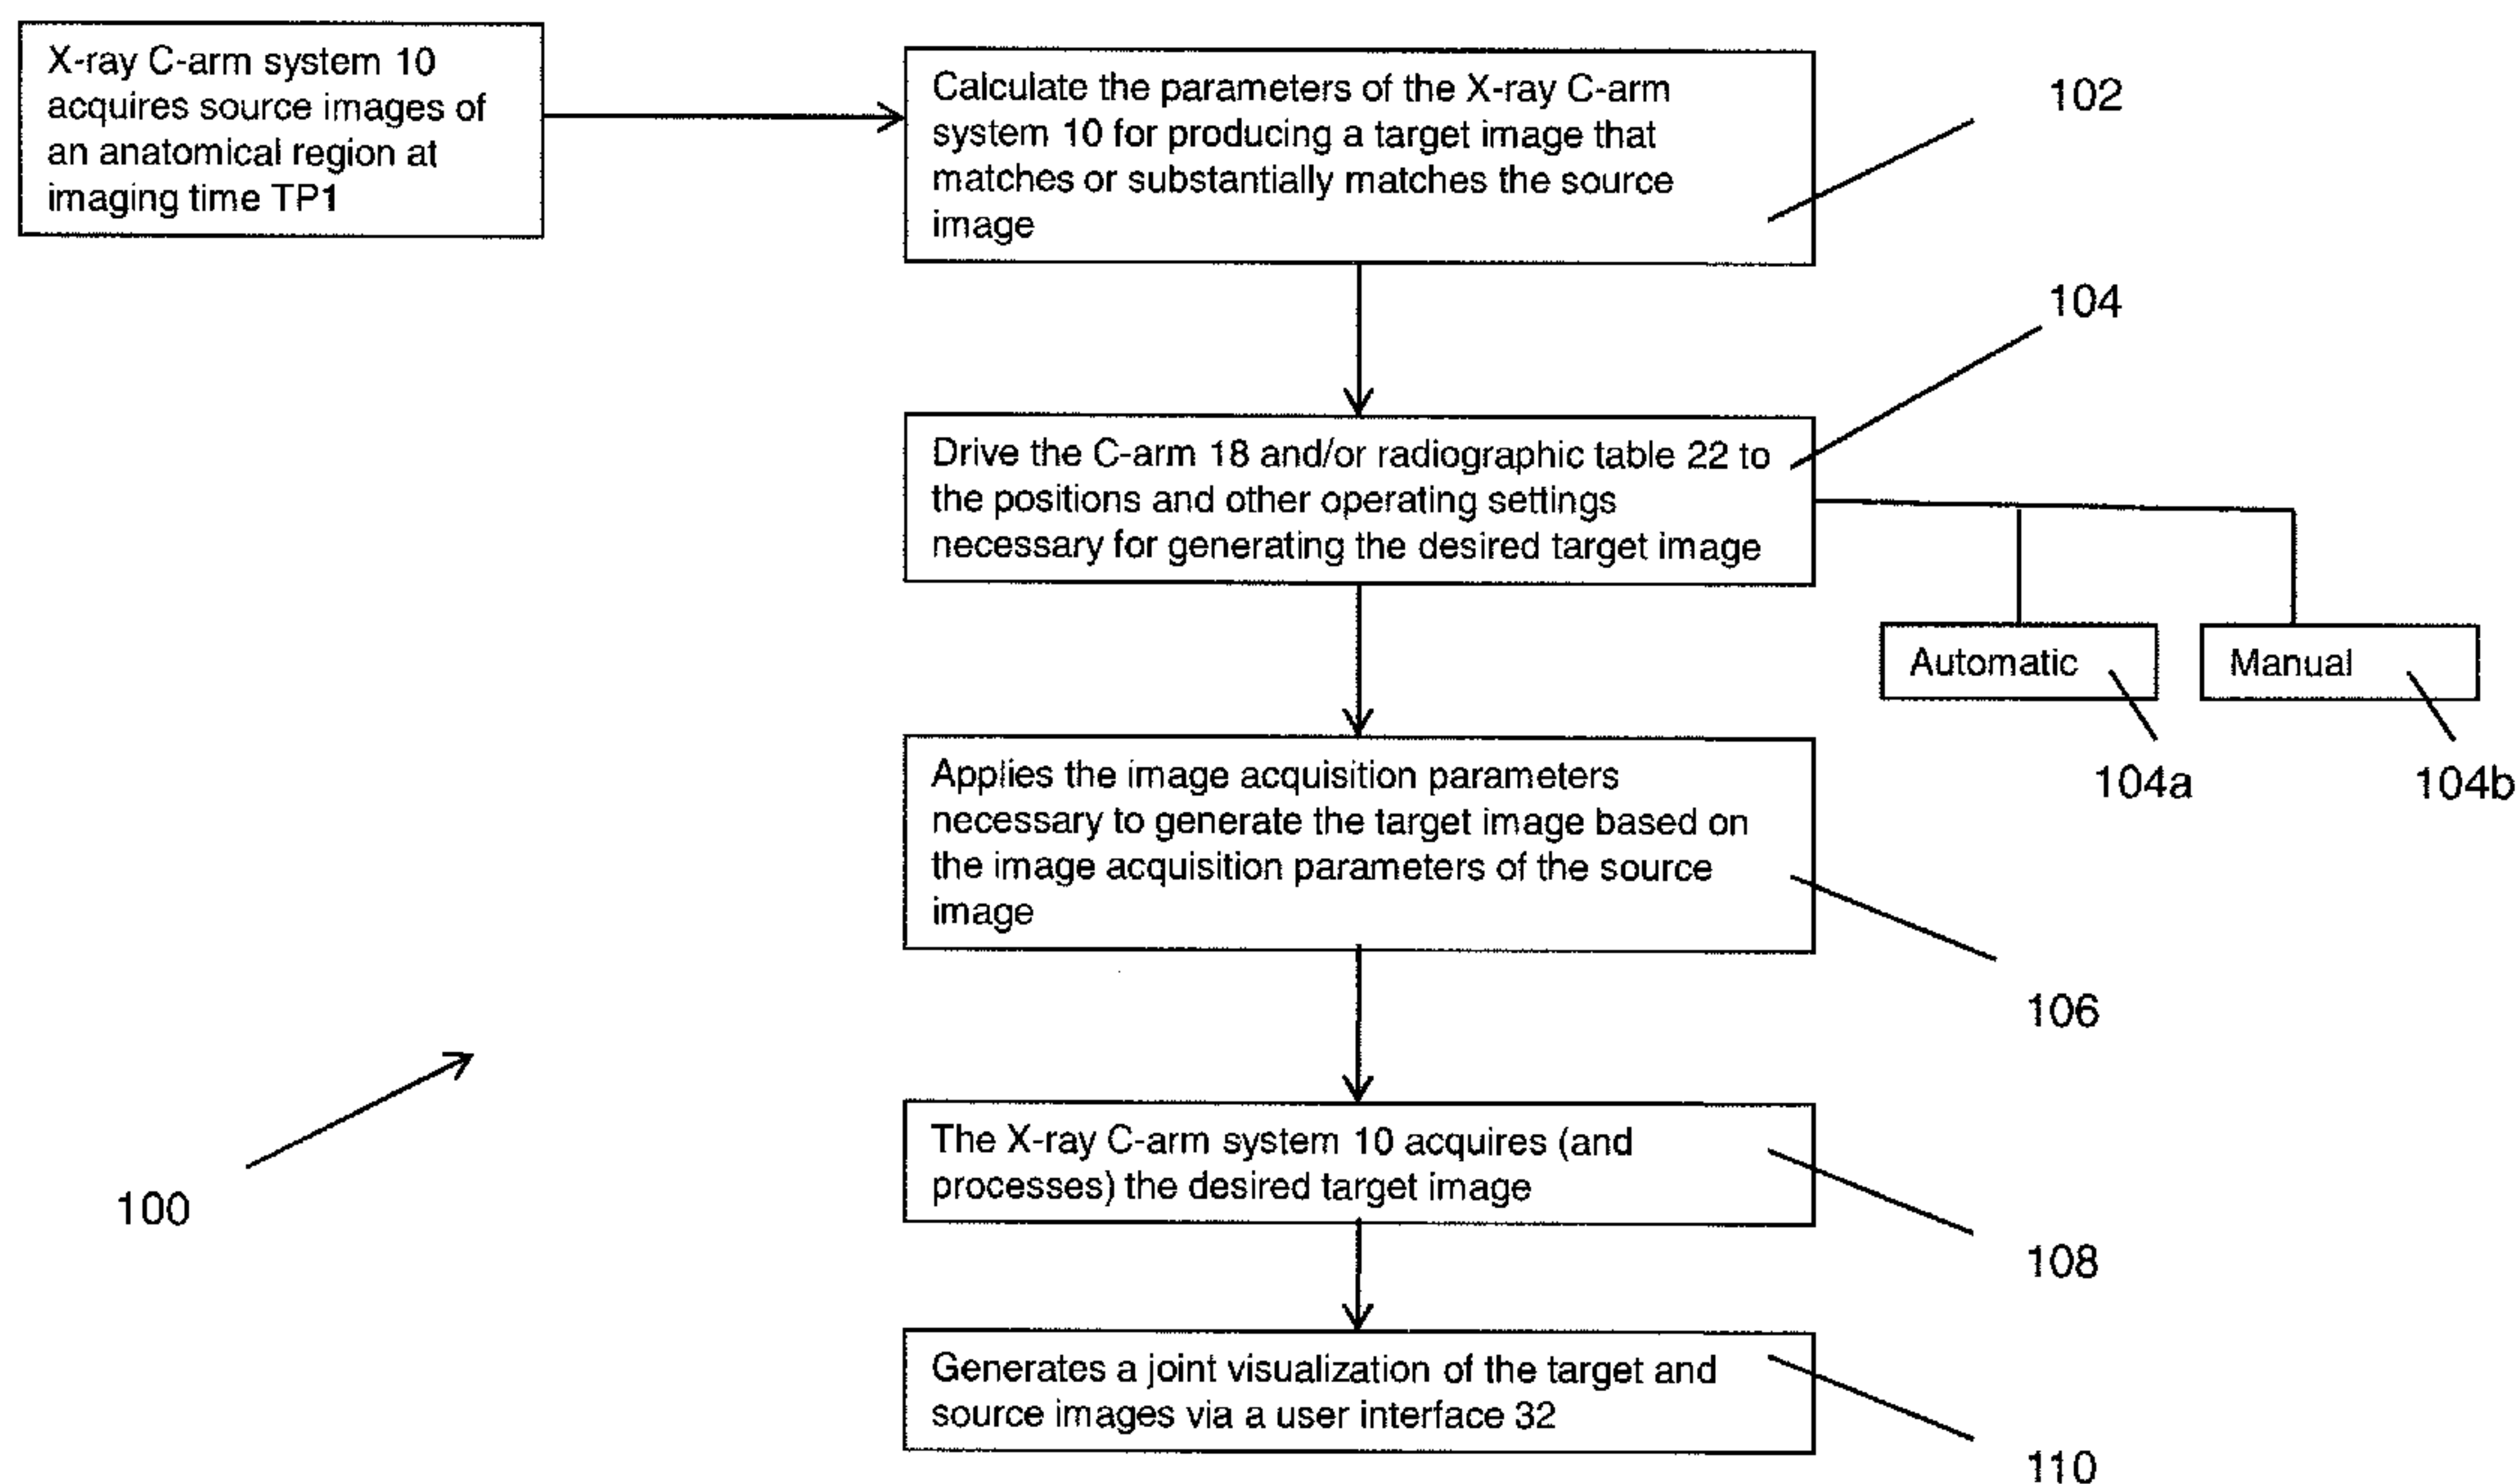 X-ray C-arm system 10
acquires source images of
an anatomical region at
imaging time TP1
Calculate the parameters of the X-ray C-arm
system 10 for producing a target image that
matches or substantially matches the source
image
102
104
Drive the C-arm 18 and/or radiographic table 22 to
the positions and other operating settings
necessary for generating the desired target image
Automatic
Manual
104a
104b
Applies the image acquisition parameters
necessary to generate the target image based on
the image acquisition parameters of the source
image
106
The X-ray C-arm system 10 acquires (and
processes) the desired target image
100
108
Generates a joint visualization of the target and
source images via a user interface 32
110